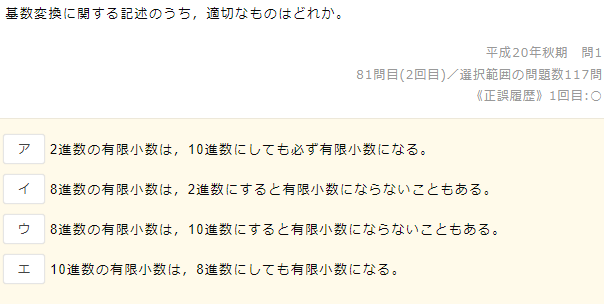 基数変換に関する記述のうち，適切なものはどれか。
平成20年秋期　問1
81問目(2回目)／選択範囲の問題数117問
《正誤履歴》1回目:○
ア 2進数の有限小数は，10進数にしても必ず有限小数になる。
イ 8進数の有限小数は，2進数にすると有限小数にならないこともある。
ウ 8進数の有限小数は，10進数にすると有限小数にならないこともある。
エ 10進数の有限小数は，8進数にしても有限小数になる。